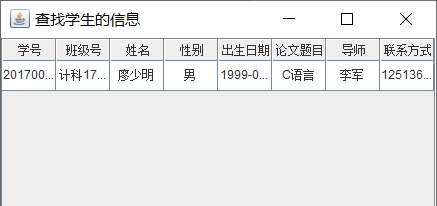 查找学生的信息
学号 班级号 姓名 性别 出生日期 论文题目 导师 联系方式
201700... 计科17... 廖少明 男 1999-0... C语言 李军 125136...